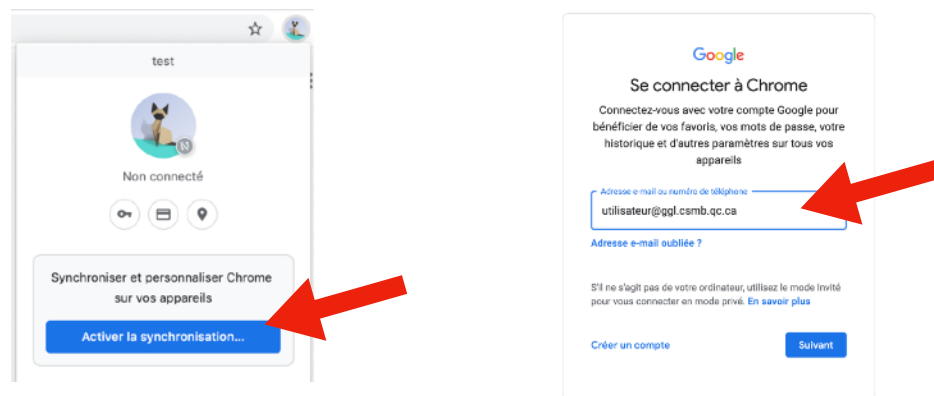 test
Non connecté
Synchroniser et personnaliser Chrome
sur vos appareils
Activer la synchronisation...
Google
Se connecter à Chrome
Connectez-vous avec votre compte Google pour
bénéficier de vos favoris, vos mots de passe, votre
historique et d'autres paramètres sur tous vos
appareils
Adresse e-mail ou numéro de téléphone
utilisateur@ggl.csmb.qc.ca
Adresse e-mail oubliée ?
S'il ne s'agit pas de votre ordinateur, utilisez le mode Invité
pour vous connecter en mode privé. En savoir plus
Créer un compte
Suivant